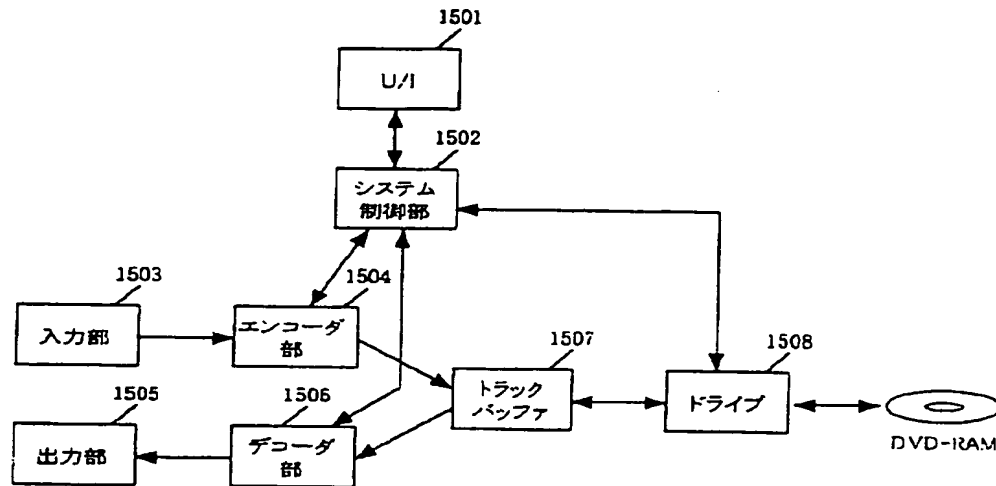 1501
U/I
1502
システム
制御部
1503
入力部
1504
エンコーダ
部
1507
トラック
バッファ
1508
ドライブ
DVD-RAM
1505
出力部
1506
デコーダ
部